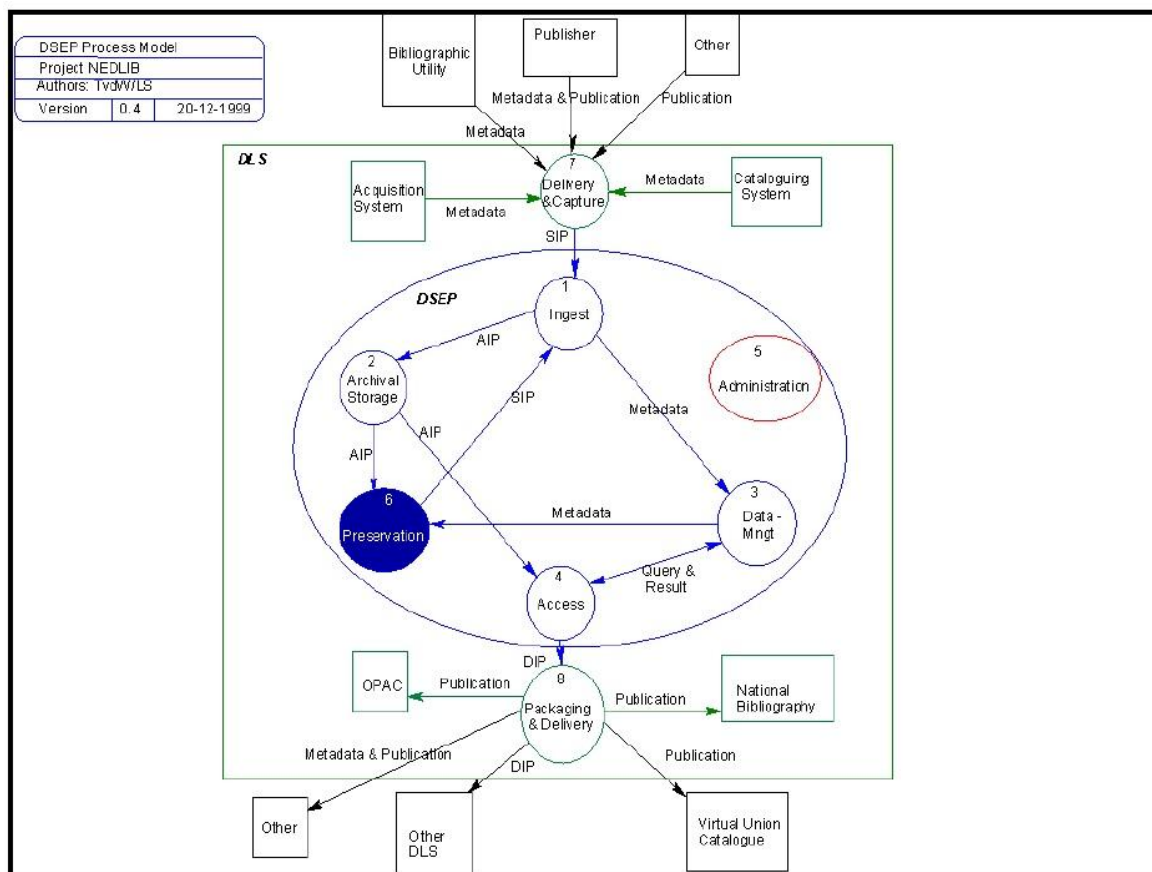 DSEP Process Model
Project NEDLIB
Authors: TvdW/LS
Version 0.4 20-12-1999
Bibliographic
Utility
Publisher
Other
Metadata & Publication
Publication
Metadata
DLS
7
Delivery
&Capture
Acquisition
System
Metadata
Metadata
Cataloguing
System
SIP
DSEP
1
Ingest
AIP
2
Archival
Storage
SIP
5
Administration
Metadata
AIP
AIP
6
Preservation
Metadata
3
Data -
Mngt
Query &
Result
4
Access
DIP
OPAC
Publication
8
Packaging
& Delivery
Publication
National
Bibliography
Metadata & Publication
DIP
Publication
Other
Other
DLS
Virtual Union
Catalogue